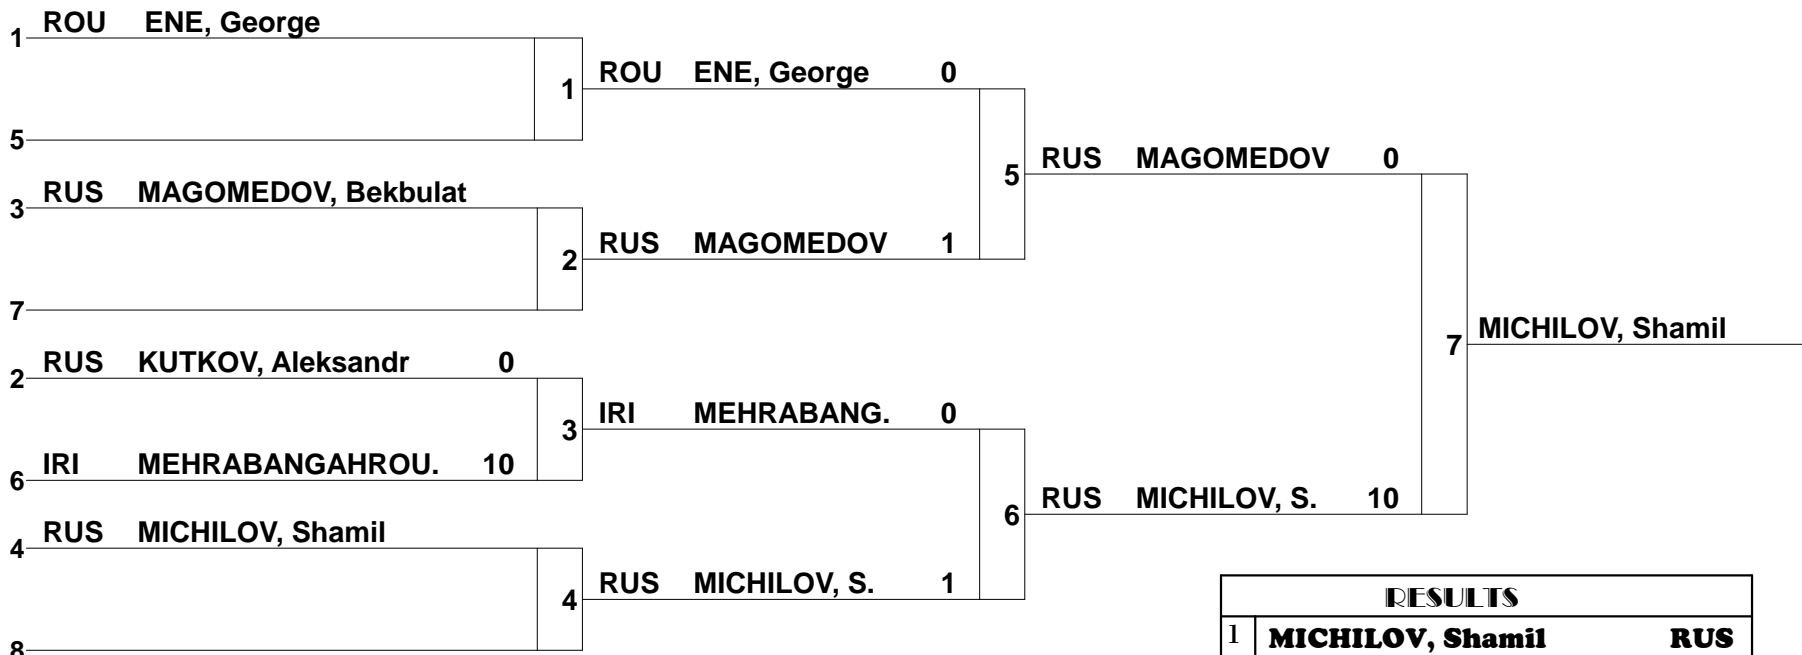 1 ROU ENE, George
1 ROU ENE, George 0
5
5 RUS MAGOMEDOV 0
3 RUS MAGOMEDOV, Bekbulat
2 RUS MAGOMEDOV 1
7
7 MICHILOV, Shamil
2 RUS KUTKOV, Aleksandr 0
3 IRI MEHRABANG. 0
6 IRI MEHRABANGAHROU. 10
6 RUS MICHILOV, S. 10
4 RUS MICHILOV, Shamil
4 RUS MICHILOV, S. 1
8
RESULTS
1 MICHILOV, Shamil RUS